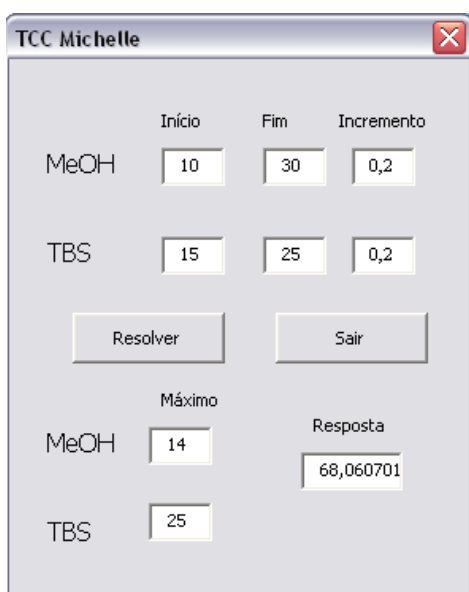 TCC Michelle
Início Fim Incremento
MeOH 10 30 0,2
TBS 15 25 0,2
Resolver Sair
Máximo
MeOH 14 Resposta
68,060701
TBS 25